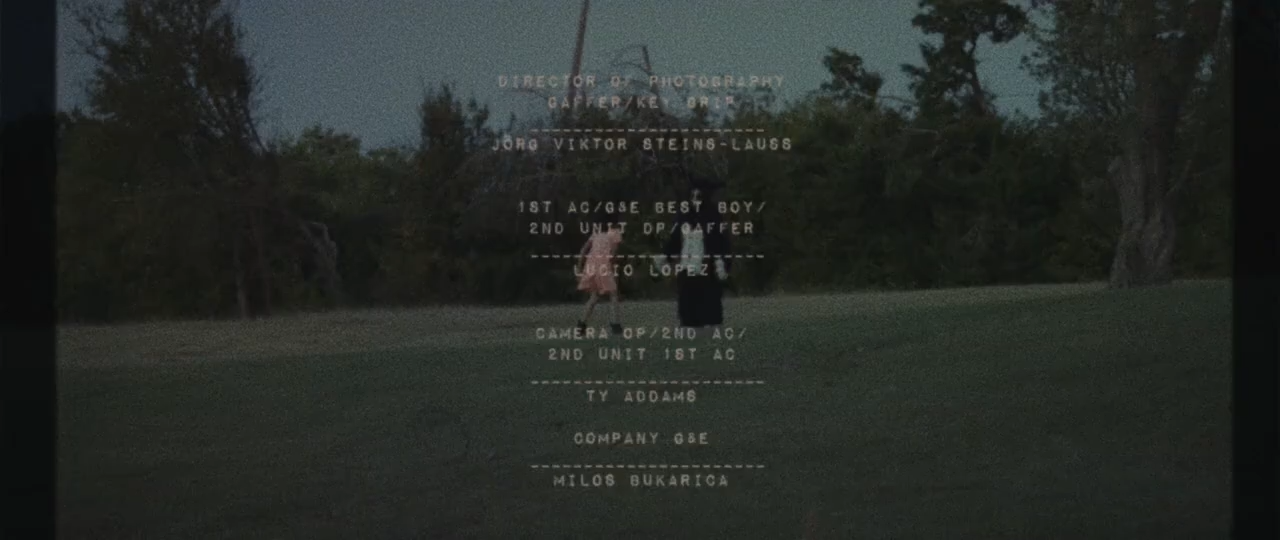 DIRECTOR OF PHOTOGRAPHY
GAFFER/KEY GRIP
JÖRG VIKTOR STEINS-LAUSS
1ST AC/G&E BEST BOY/
2ND UNIT DP/GAFFER
LUCIO LOPEZ
CAMERA OP/2ND AC/
2ND UNIT 1ST AC
TY ADDAMS
COMPANY G&E
MILOS BUKARICA